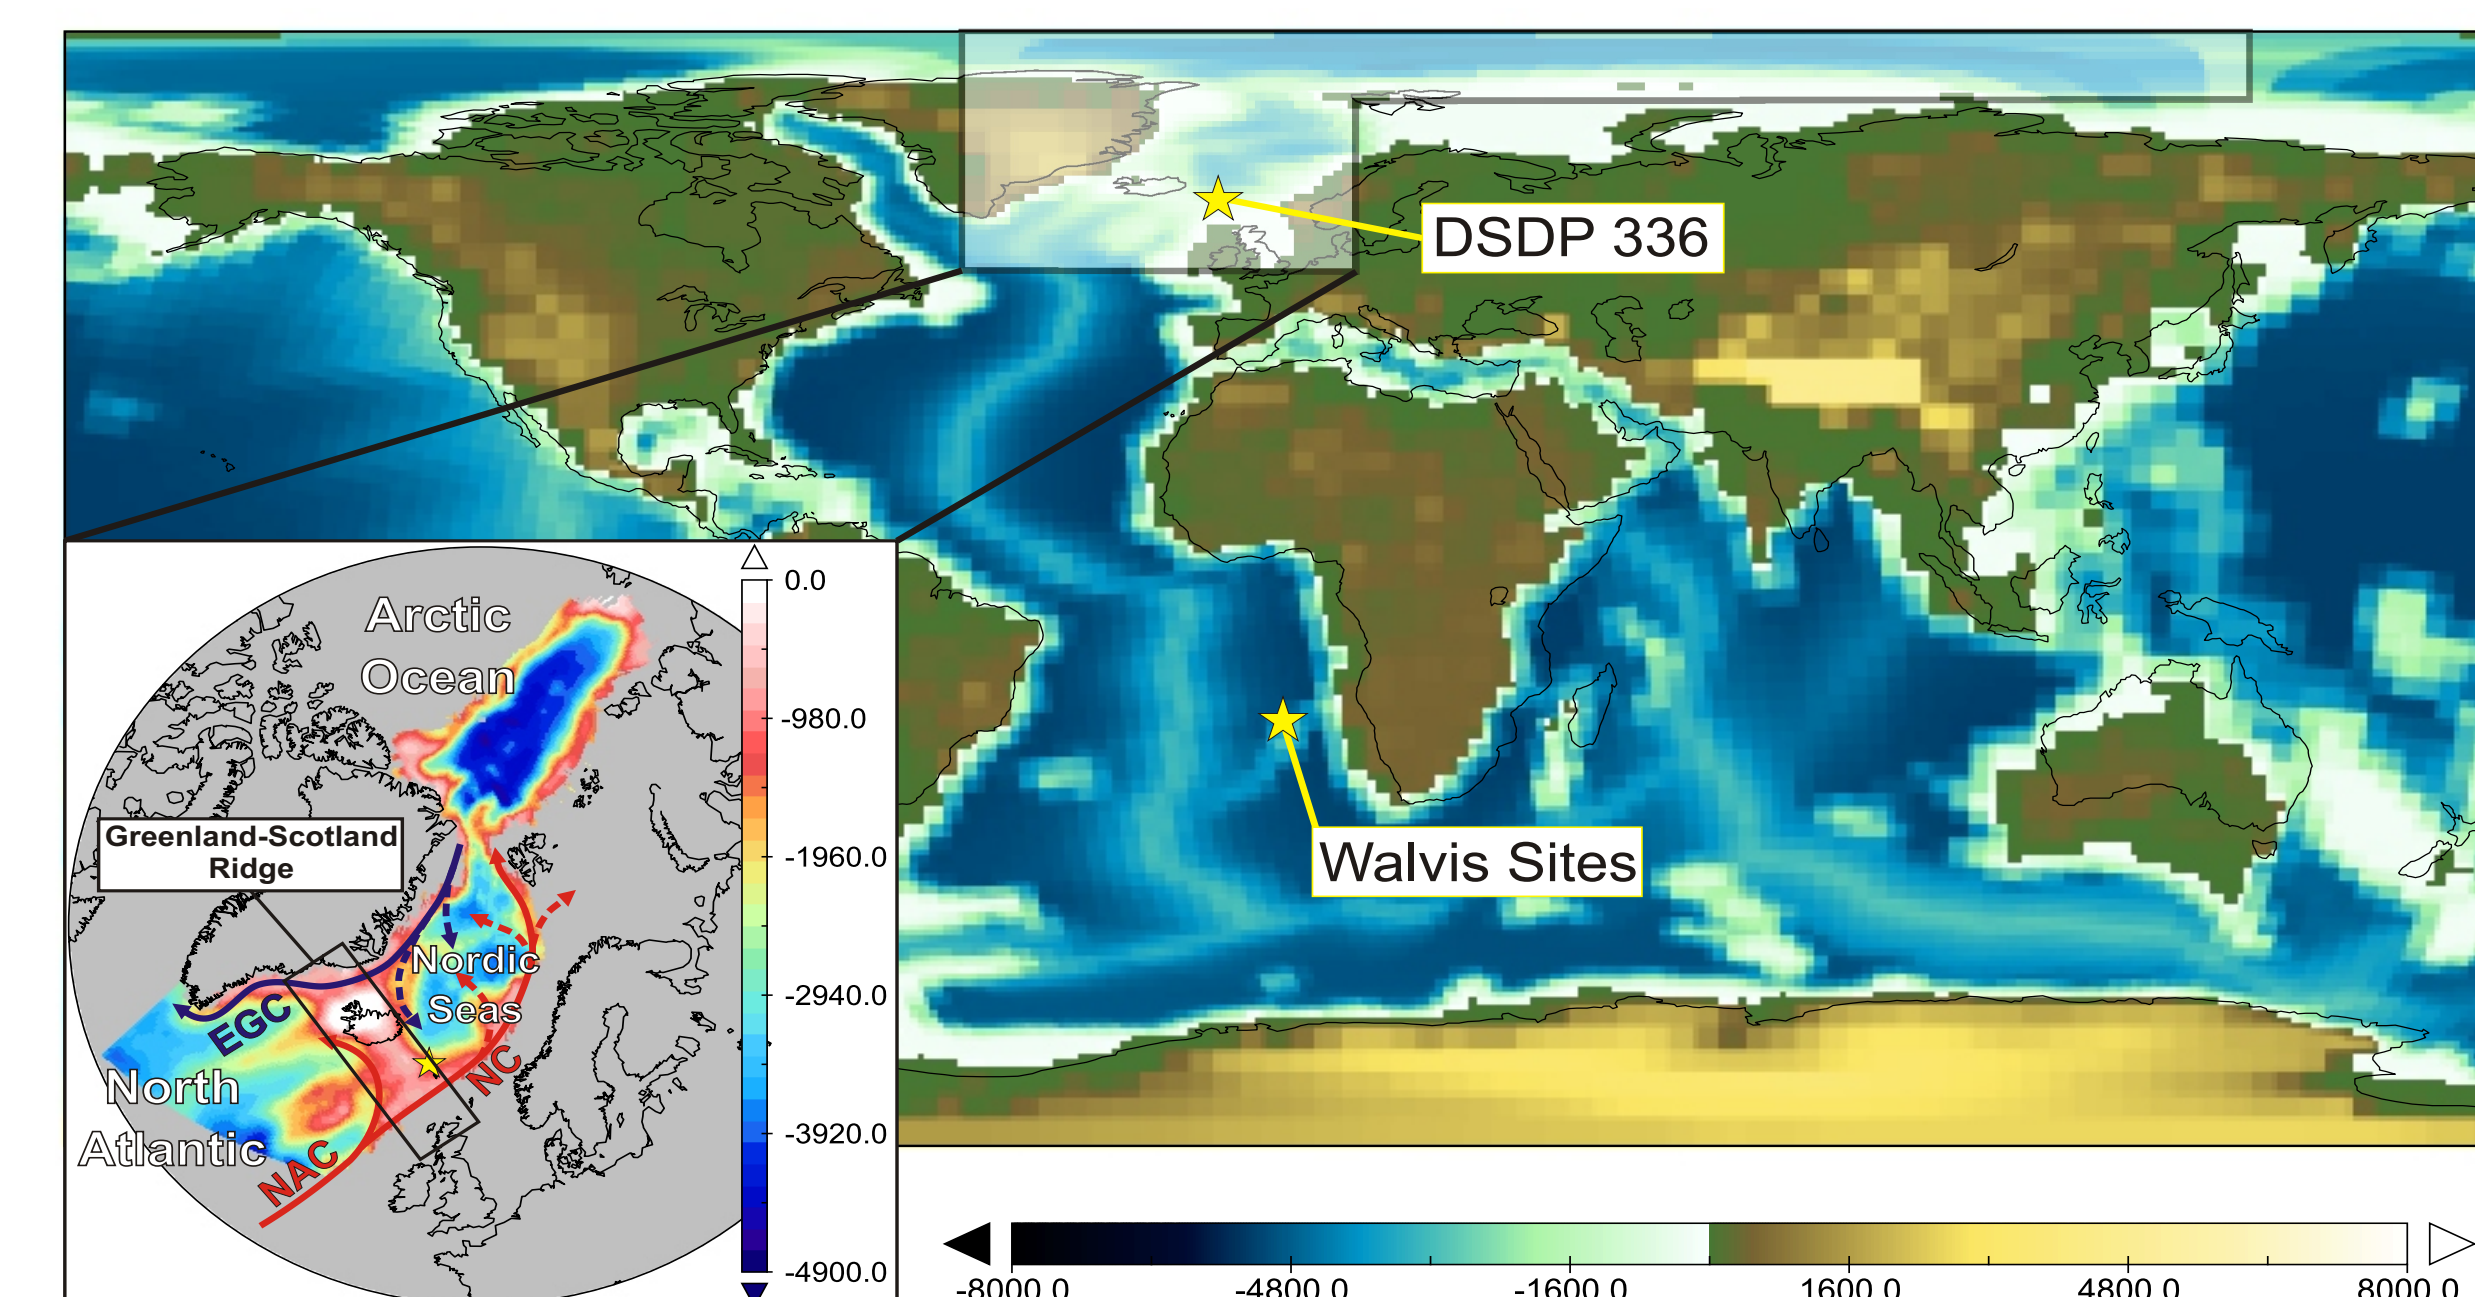 DSDP 336
Walvis Sites
Arctic
Ocean
Greenland-Scotland
Ridge
Nordic
Seas
EGC
NC
North
Atlantic
NAC
0.0
-980.0
-1960.0
-2940.0
-3920.0
-4900.0
-8000.0 -4800.0 -1600.0 1600.0 4800.0 8000.0